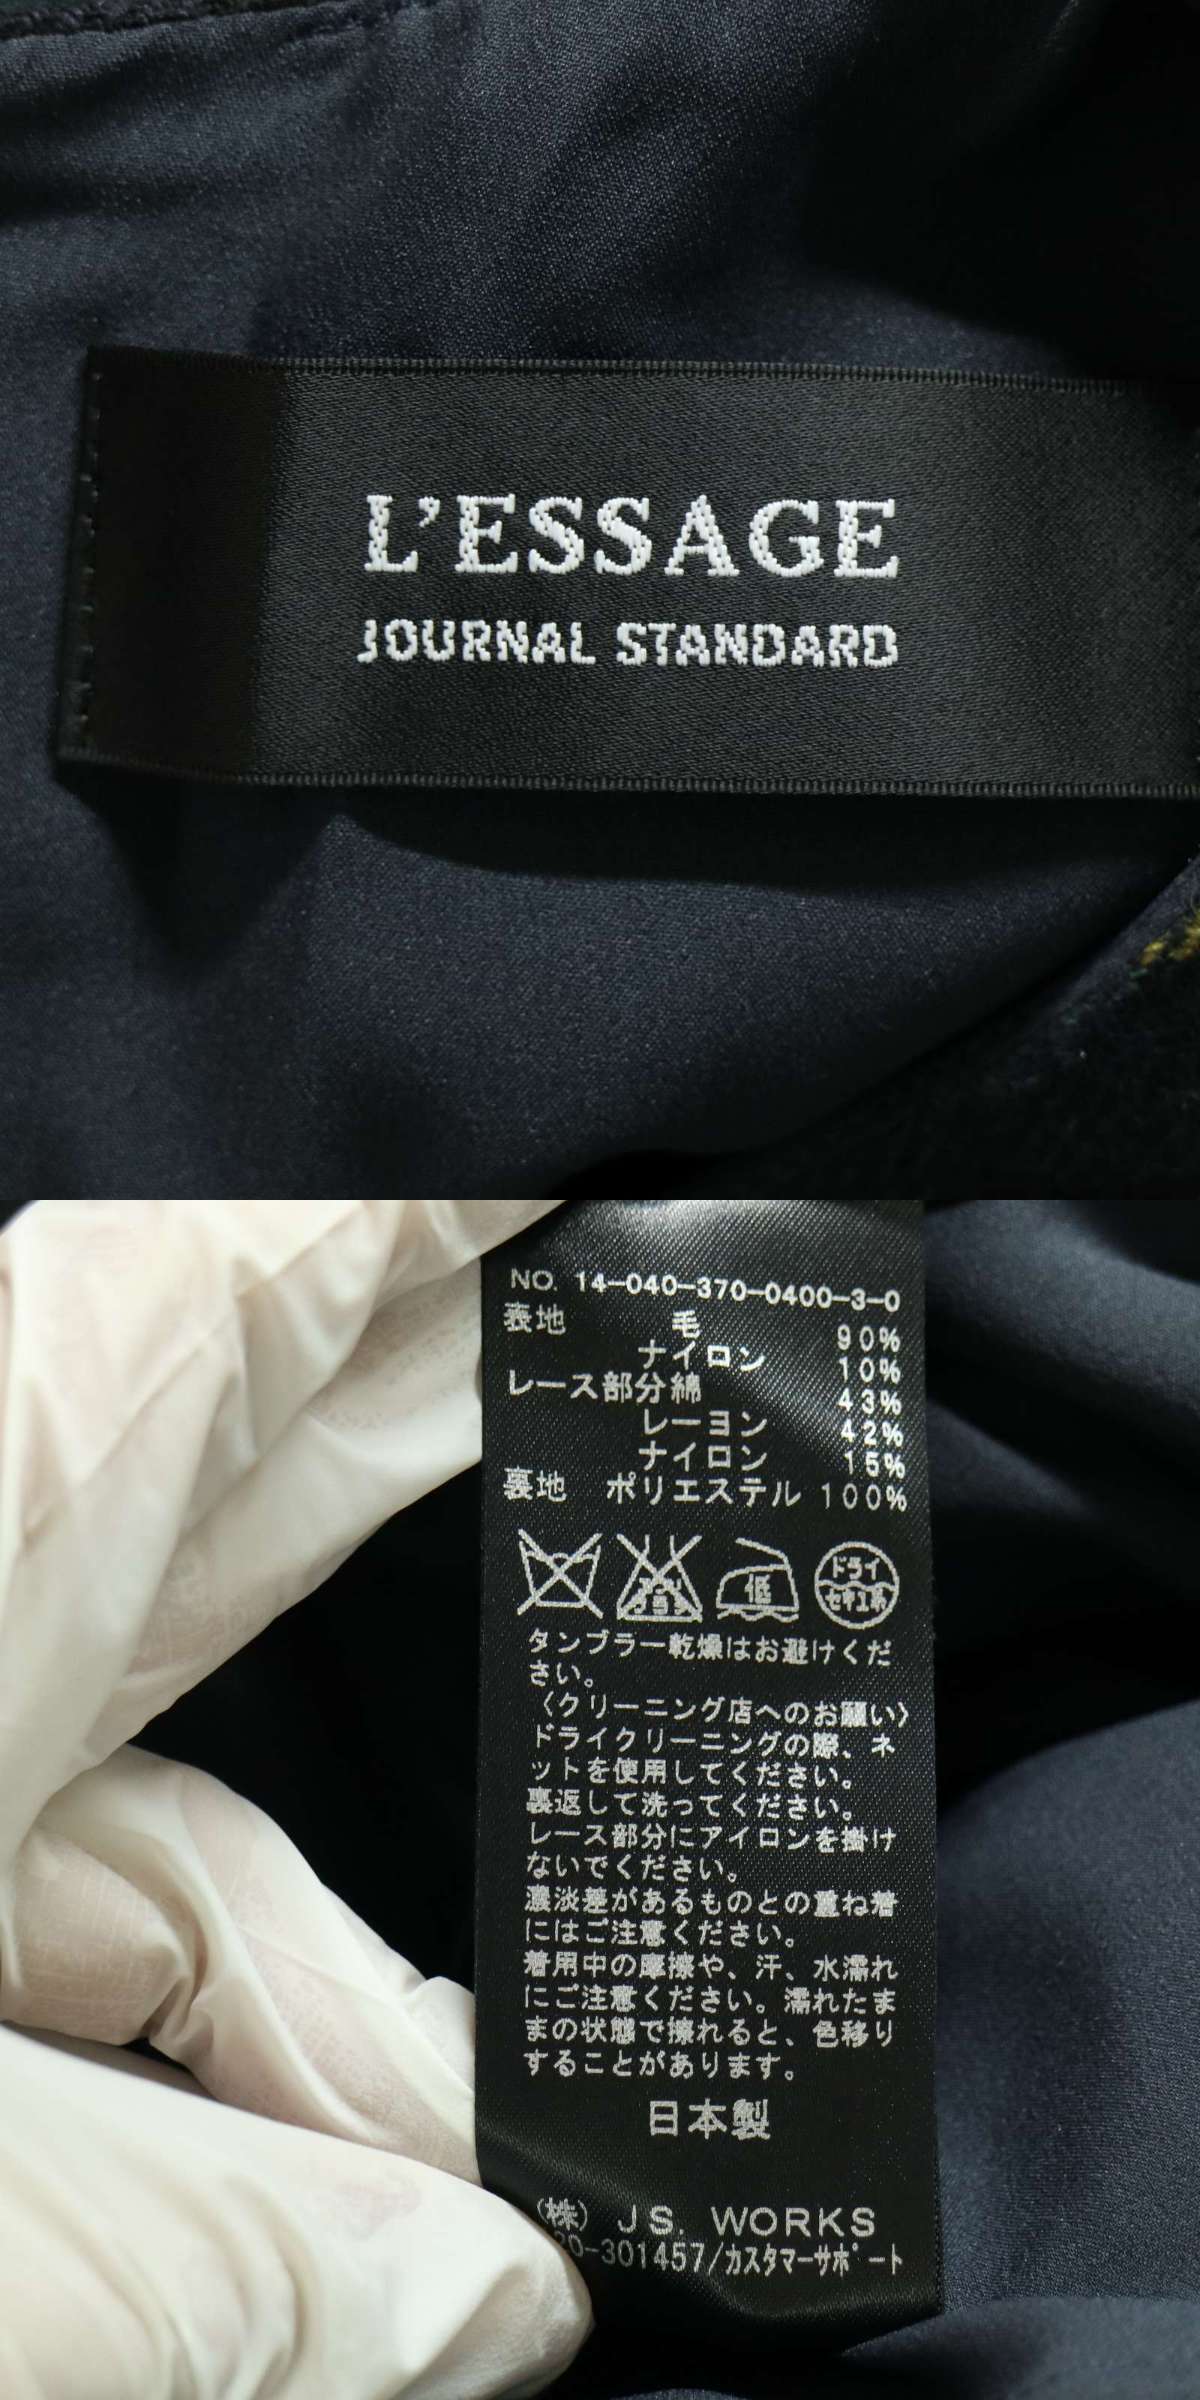 L'ESSAGE
JOURNAL STANDARD
NO. 14-040-370-0400-3-0
表地 毛 90%
ナイロン 10%
レース部分綿 43%
レーヨン 42%
ナイロン 15%
裏地 ポリエステル 100%
低 ドライ
セキユ系
タンブラー乾燥はお避けくだ
さい。
〈クリーニング店へのお願い〉
ドライクリーニングの際、ネ
ットを使用してください。
裏返して洗ってください。
レース部分にアイロンを掛け
ないでください。
濃淡差があるものとの重ね着
にはご注意ください。
着用中の摩擦や、汗、水濡れ
にご注意ください。濡れたま
まの状態で擦れると、色移り
することがあります。
日本製
(株) J.S. WORKS
20-301457/カスタマーサポート